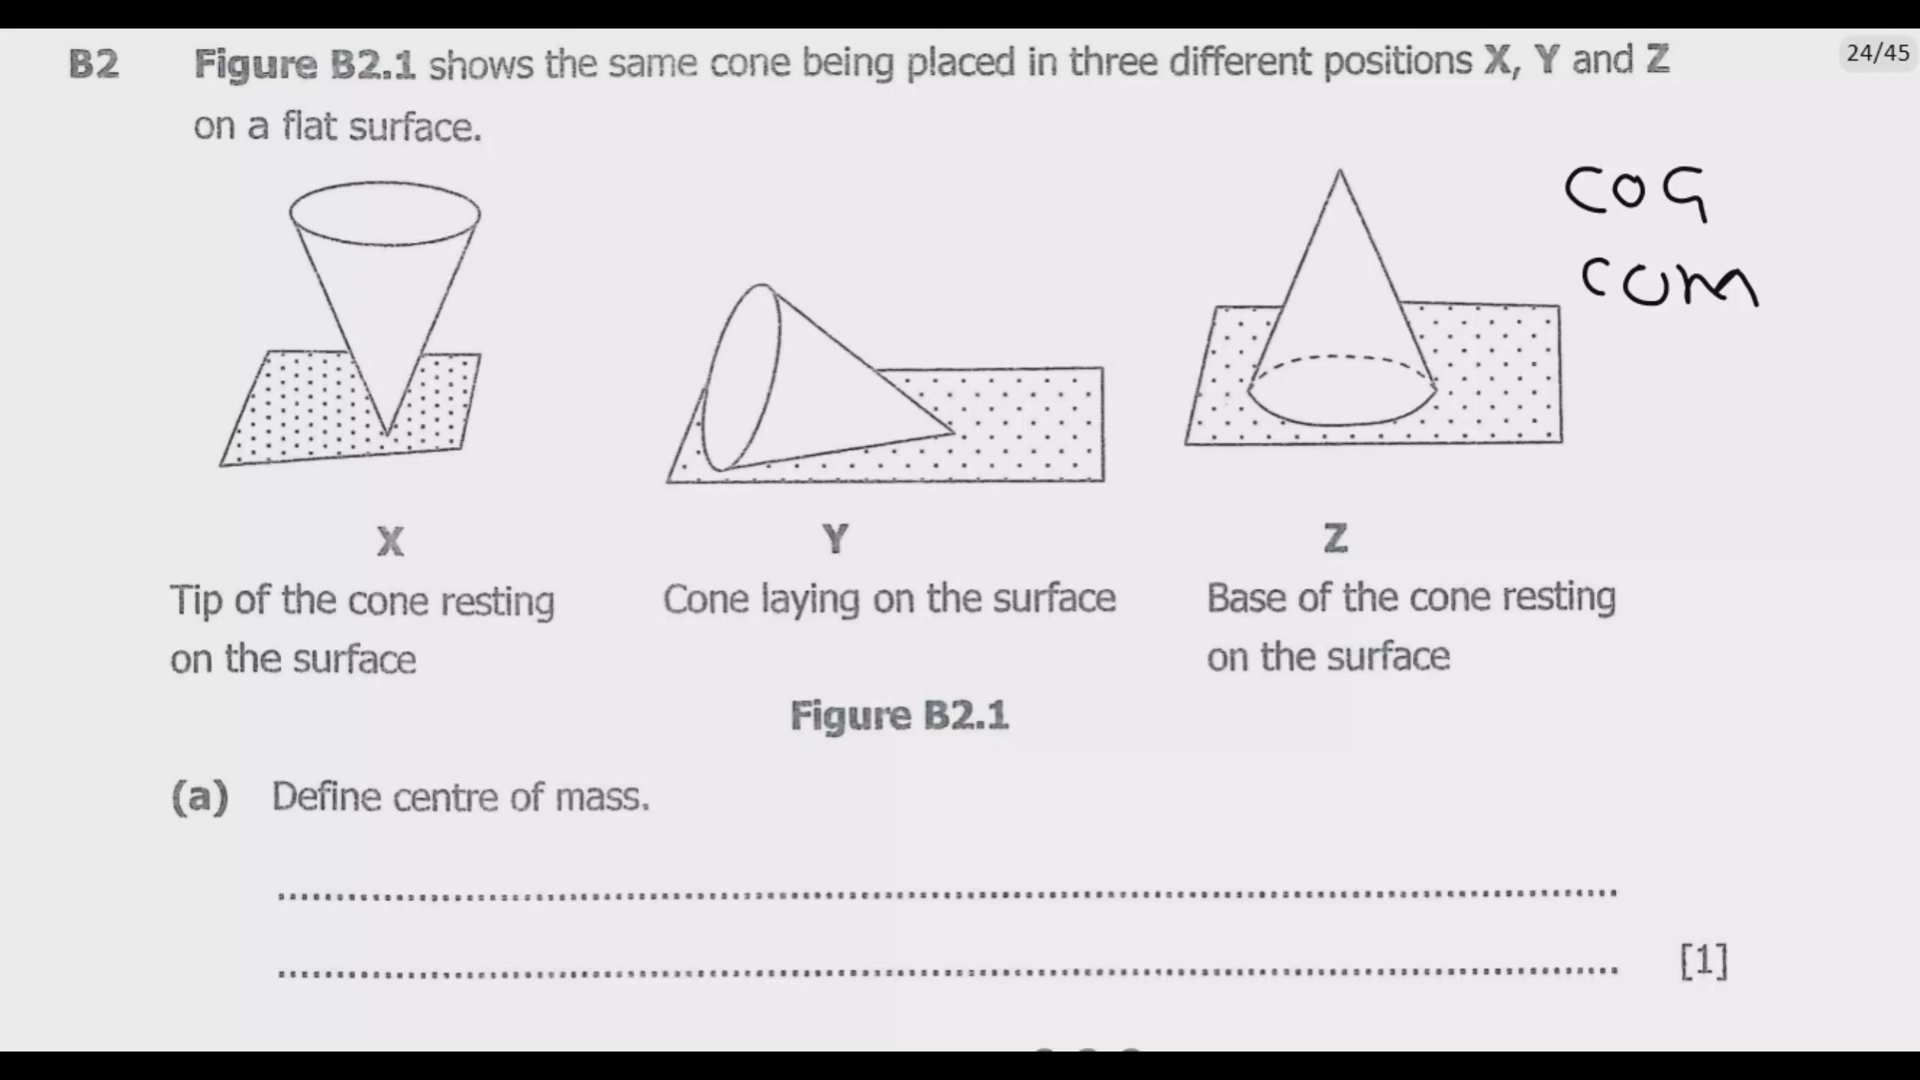 B2 Figure B2.1 shows the same cone being placed in three different positions X, Y and Z
24/45
on a flat surface.
COG
COM
X
Y
Z
Tip of the cone resting
on the surface
Cone laying on the surface
Base of the cone resting
on the surface
Figure B2.1
(a) Define centre of mass.
[1]